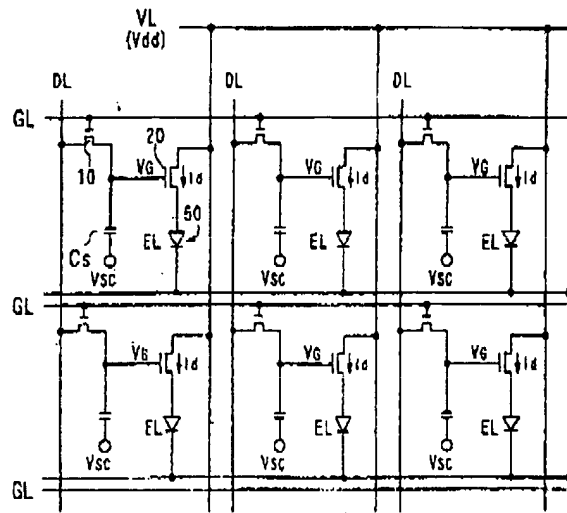 VL
(Vdd)
DL DL DL
GL
20
10 VG Id VG Id VG Id
50
Cs EL EL EL
Vsc Vsc Vsc
GL
VG Id VG Id VG Id
EL EL EL
Vsc Vsc Vsc
GL